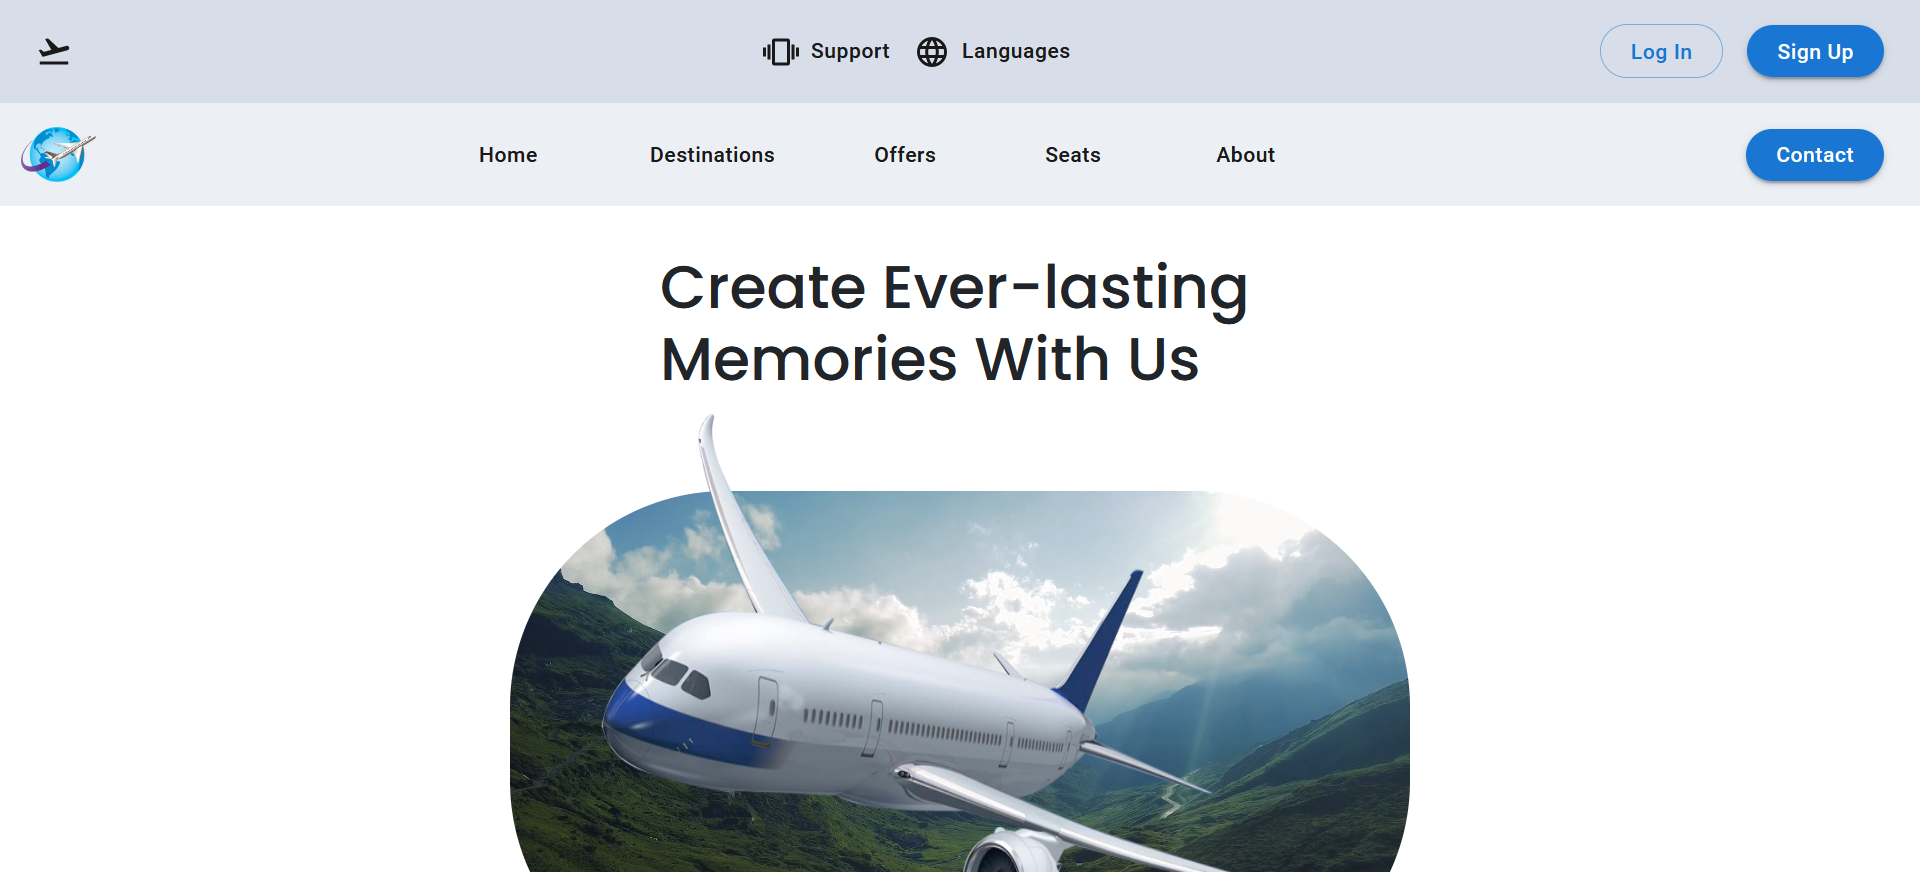 Support Languages Log In Sign Up
Home Destinations Offers Seats About Contact
Create Ever-lasting
Memories With Us